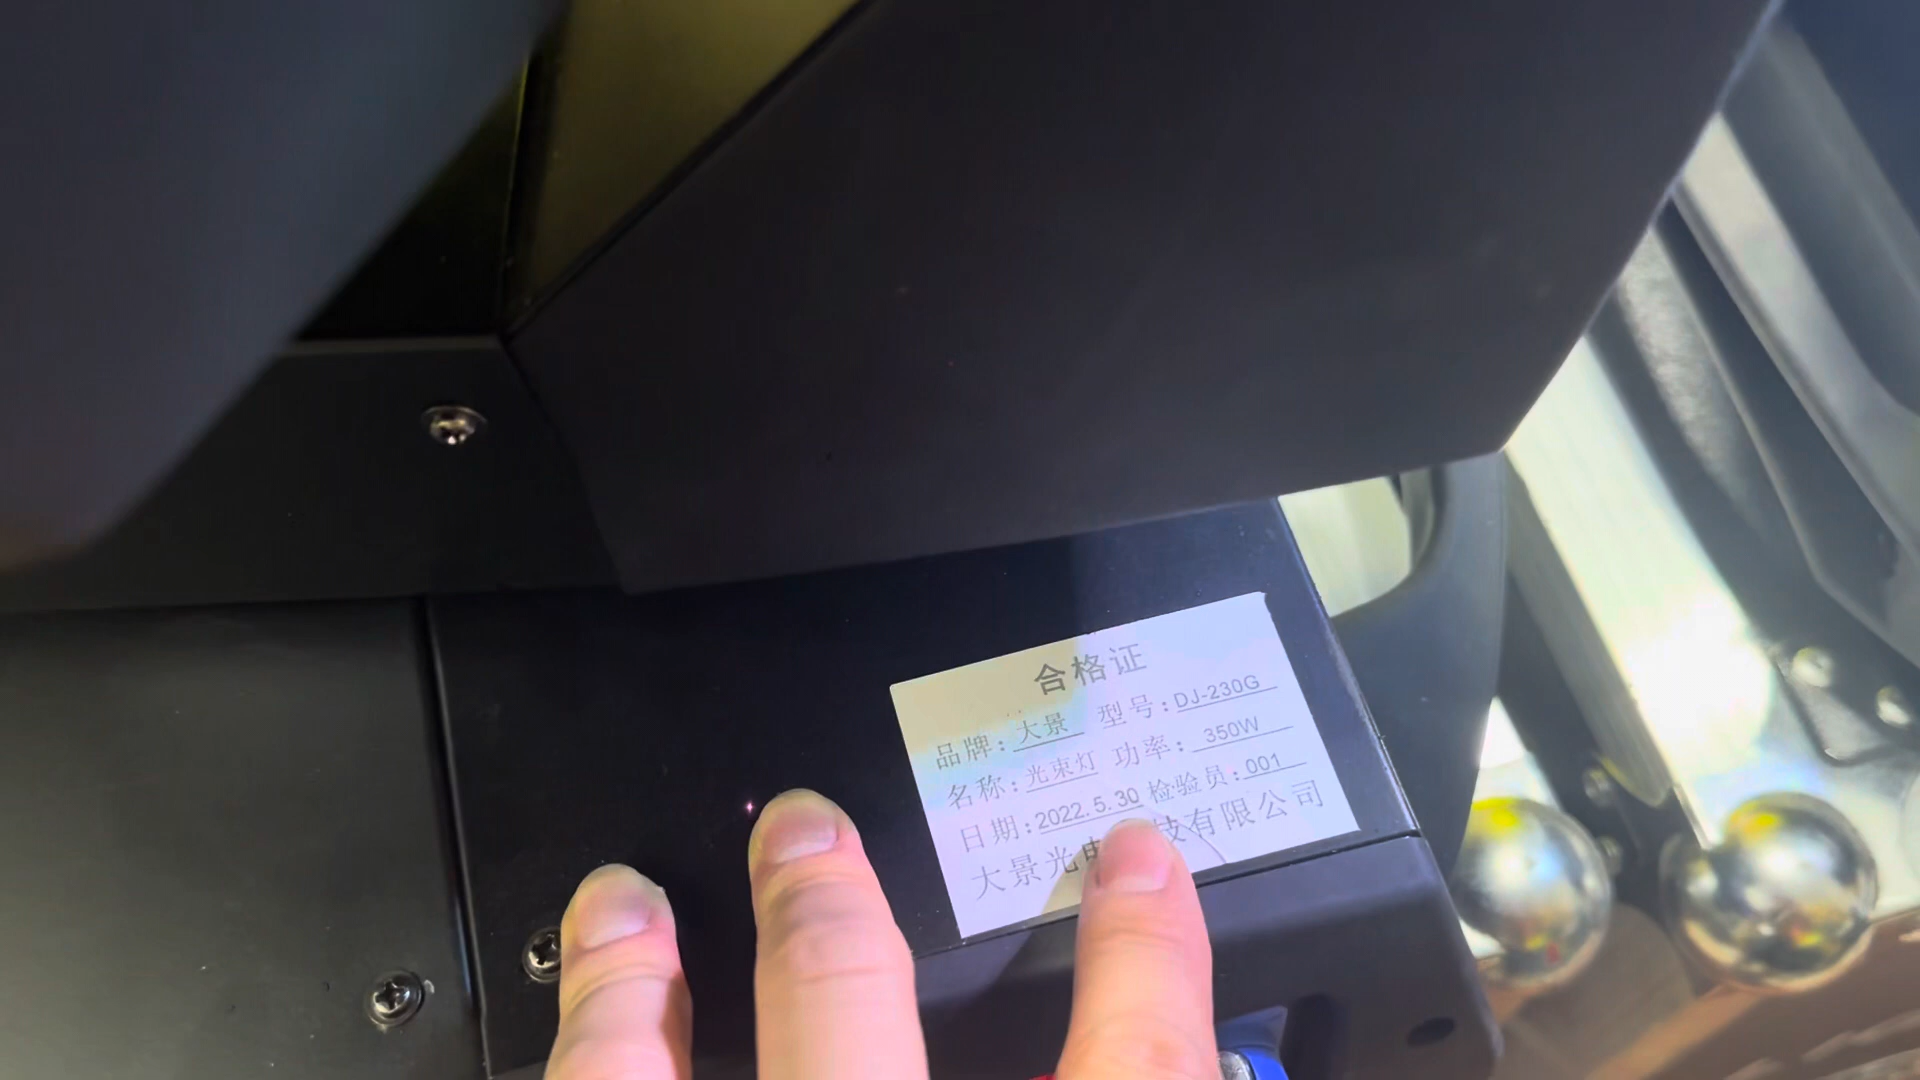 合格证
品牌:大景 型号:DJ-230G
名称:光束灯 功率:350W
日期:2022.5.30 检验员:001
大景光电 技有限公司